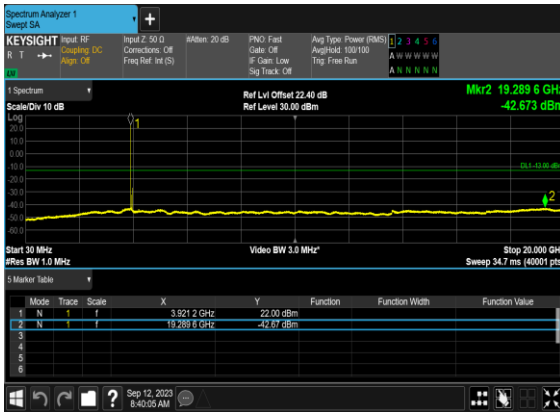 Spectrum Analyzer 1
Swept SA
+
KEYSIGHT Input: RF Input Z: 50 Ω #Atten: 20 dB PNO: Fast Avg Type: Power (RMS) 1 2 3 4 5 6
R T Coupling: DC Corrections: Off Gate: Off Avg|Hold: 100/100 A W W W W W
Align: Off Freq Ref: Int (S) IF Gain: Low Trig: Free Run
Sig Track: Off A N N N N N
1 Spectrum Ref Lvl Offset 22.40 dB Mkr2 19.289 6 GHz
Scale/Div 10 dB Ref Level 30.00 dBm -42.673 dBm
Log
20.0
10.0
0.00
-10.0
-20.0
-30.0
-40.0
-50.0
-60.0
1
DL1 -13.00 dBm
2
Start 30 MHz Video BW 3.0 MHz* Stop 20.000 GHz
#Res BW 1.0 MHz Sweep 34.7 ms (40001 pts)
5 Marker Table
Mode Trace Scale X Y Function Function Width Function Value
1 N 1 f 3.921 2 GHz 22.00 dBm
2 N 1 f 19.289 6 GHz -42.67 dBm
3
4
5
6
? Sep 12, 2023
8:40:05 AM